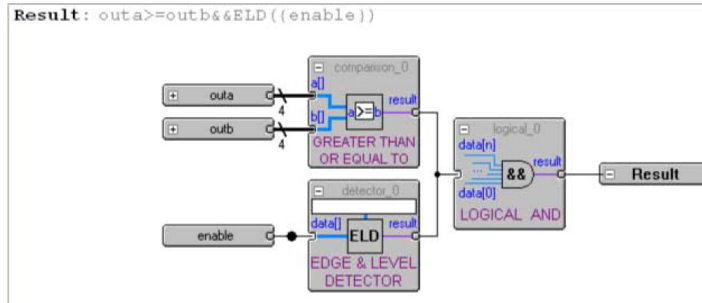 Result: outa>=outb&&ELD({enable})
comparison_0
a[]
outa
4
a >= b
result
b[]
outb
4
GREATER THAN
OR EQUAL TO
logical_0
data[n]
...
&&
result
data[0]
LOGICAL AND
Result
detector_0
data[]
ELD
result
enable
EDGE & LEVEL
DETECTOR